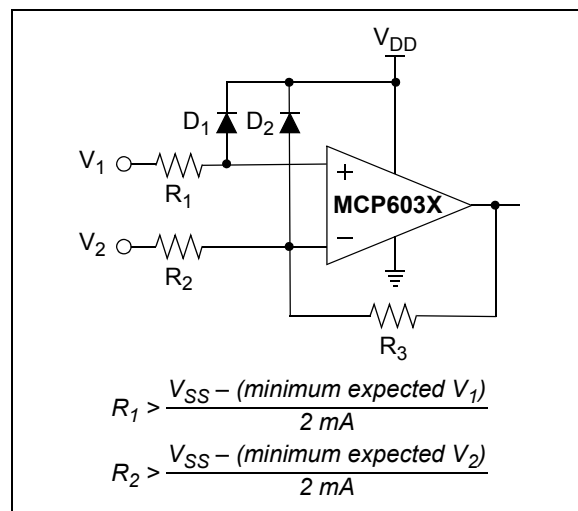 V_DD
D_1 D_2
V_1
R_1
+
MCP603X
V_2
R_2
–
R_3
R_1 > V_SS – (minimum expected V_1) / 2 mA
R_2 > V_SS – (minimum expected V_2) / 2 mA